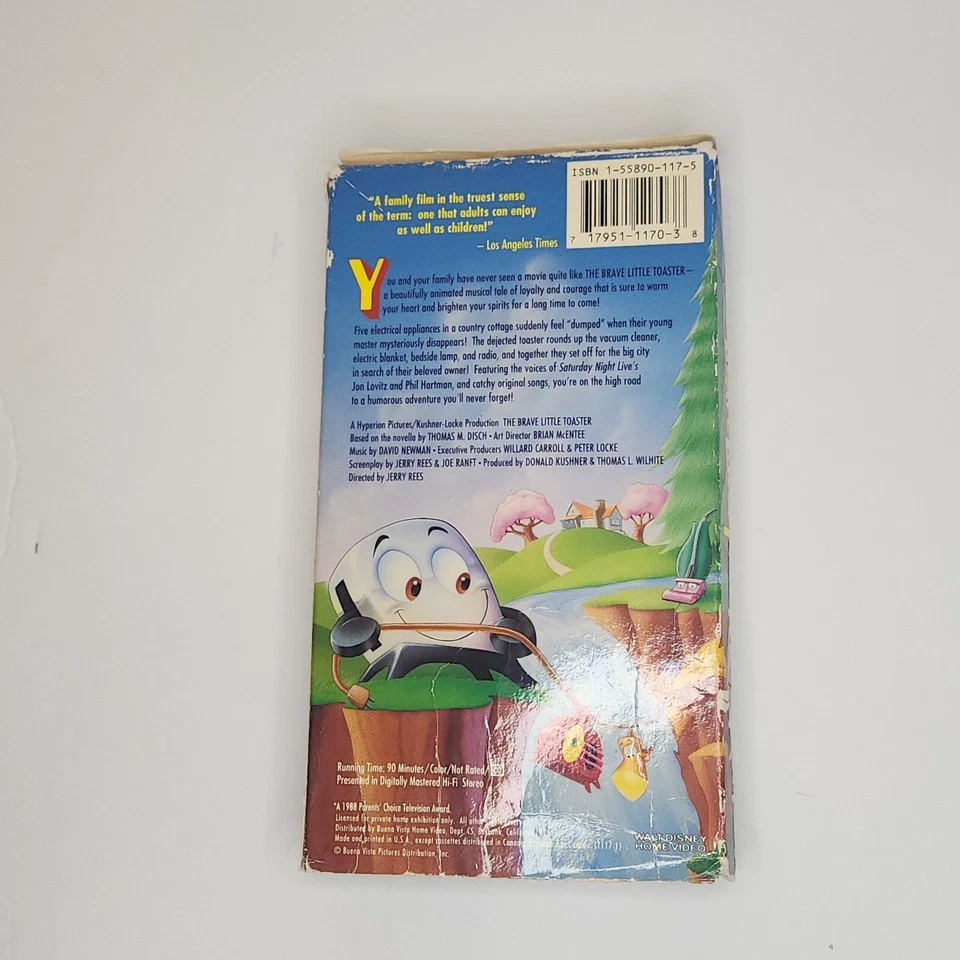 ISBN 1-55890-117-5
7 17951-1170-3 8
"A family film in the truest sense
of the term: one that adults can enjoy
as well as children!"
– Los Angeles Times
You and your family have never seen a movie quite like THE BRAVE LITTLE TOASTER—
a beautifully animated musical tale of loyalty and courage that is sure to warm
your heart and brighten your spirits for a long time to come!
Five electrical appliances in a country cottage suddenly feel "dumped" when their young
master mysteriously disappears! The dejected toaster rounds up the vacuum cleaner,
electric blanket, bedside lamp, and radio, and together they set off for the big city
in search of their beloved owner! Featuring the voices of Saturday Night Live's
Jon Lovitz and Phil Hartman, and catchy original songs, you're on the high road
to a humorous adventure you'll never forget!
A Hyperion Pictures/Kushner-Locke Production THE BRAVE LITTLE TOASTER
Based on the novella by THOMAS M. DISCH • Art Director BRIAN McENTEE
Music by DAVID NEWMAN • Executive Producers WILLARD CARROLL & PETER LOCKE
Screenplay by JERRY REES & JOE RANFT • Produced by DONALD KUSHNER & THOMAS L. WILHITE
Directed by JERRY REES
Running Time: 90 Minutes/Color/Not Rated/
Presented in Digitally Mastered Hi-Fi Stereo
*A 1988 Parents' Choice Television Award.
Licensed for private home exhibition only. All other
Distributed by Buena Vista Home Video, Dept. CS, Burbank,
Made and printed in U.S.A., except cassettes distributed in
© Buena Vista Pictures Distribution, Inc.
WALT DISNEY
HOME VIDEO